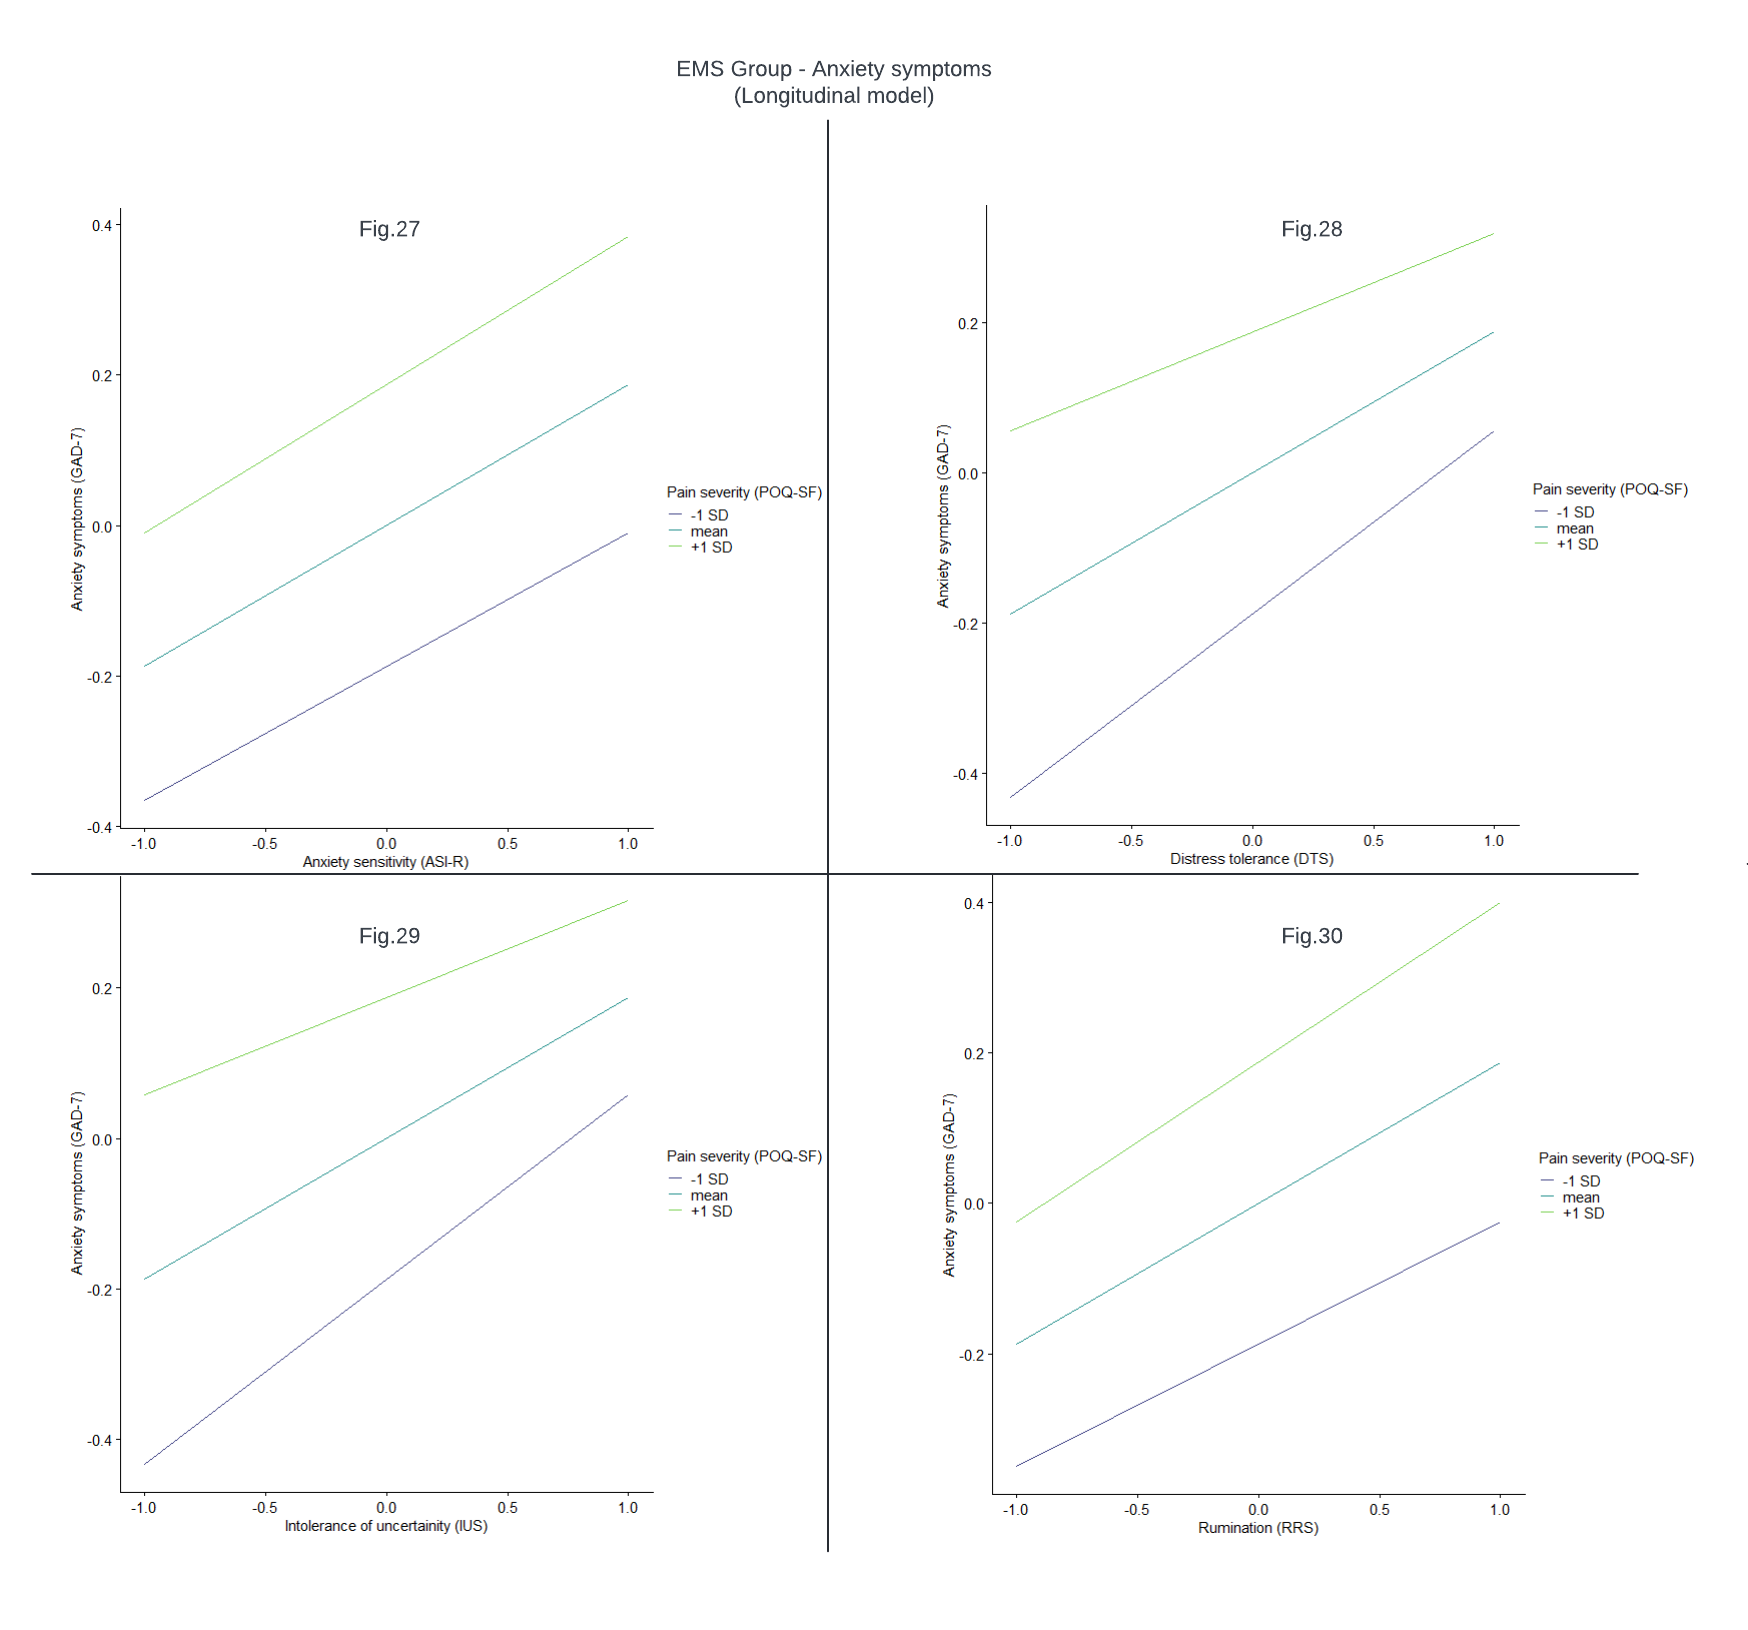 EMS Group - Anxiety symptoms
(Longitudinal model)
Fig.27
0.4
0.2
0.0
-0.2
-0.4
Anxiety symptoms (GAD-7)
-1.0
-0.5
0.0
0.5
1.0
Anxiety sensitivity (ASI-R)
Pain severity (POQ-SF)
-1 SD
mean
+1 SD
Fig.28
0.2
0.0
-0.2
-0.4
Anxiety symptoms (GAD-7)
-1.0
-0.5
0.0
0.5
1.0
Distress tolerance (DTS)
Pain severity (POQ-SF)
-1 SD
mean
+1 SD
Fig.29
0.2
0.0
-0.2
-0.4
Anxiety symptoms (GAD-7)
-1.0
-0.5
0.0
0.5
1.0
Intolerance of uncertainity (IUS)
Pain severity (POQ-SF)
-1 SD
mean
+1 SD
Fig.30
0.4
0.2
0.0
-0.2
Anxiety symptoms (GAD-7)
-1.0
-0.5
0.0
0.5
1.0
Rumination (RRS)
Pain severity (POQ-SF)
-1 SD
mean
+1 SD